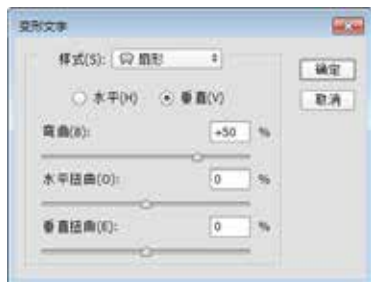 变形文字
样式(S): 扇形
确定
水平(H) 垂直(V)
取消
弯曲(B): +50 %
水平扭曲(O): 0 %
垂直扭曲(E): 0 %